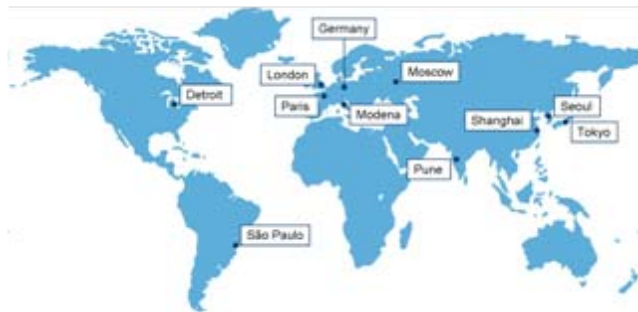 Germany
London
Moscow
Detroit
Paris
Modena
Seoul
Shanghai
Tokyo
Pune
São Paulo